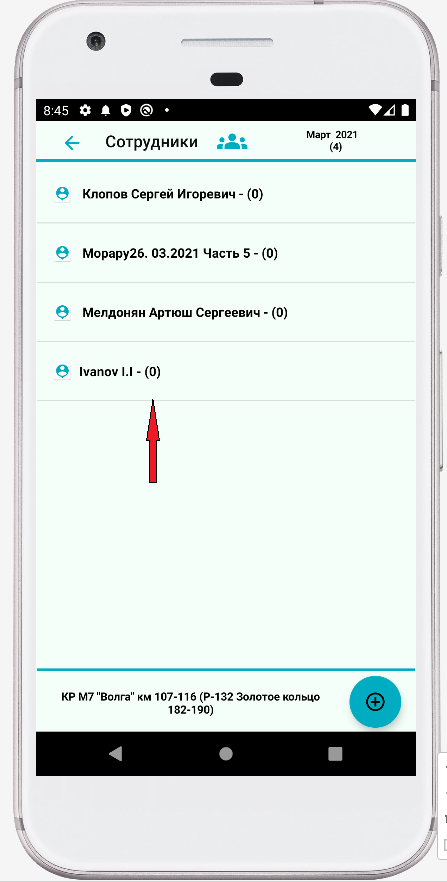 8:45
Сотрудники
Март 2021
(4)
Клопов Сергей Игоревич - (0)
Морару26. 03.2021 Часть 5 - (0)
Мелдонян Артюш Сергеевич - (0)
Ivanov I.I - (0)
КР М7 "Волга" км 107-116 (Р-132 Золотое кольцо
182-190)